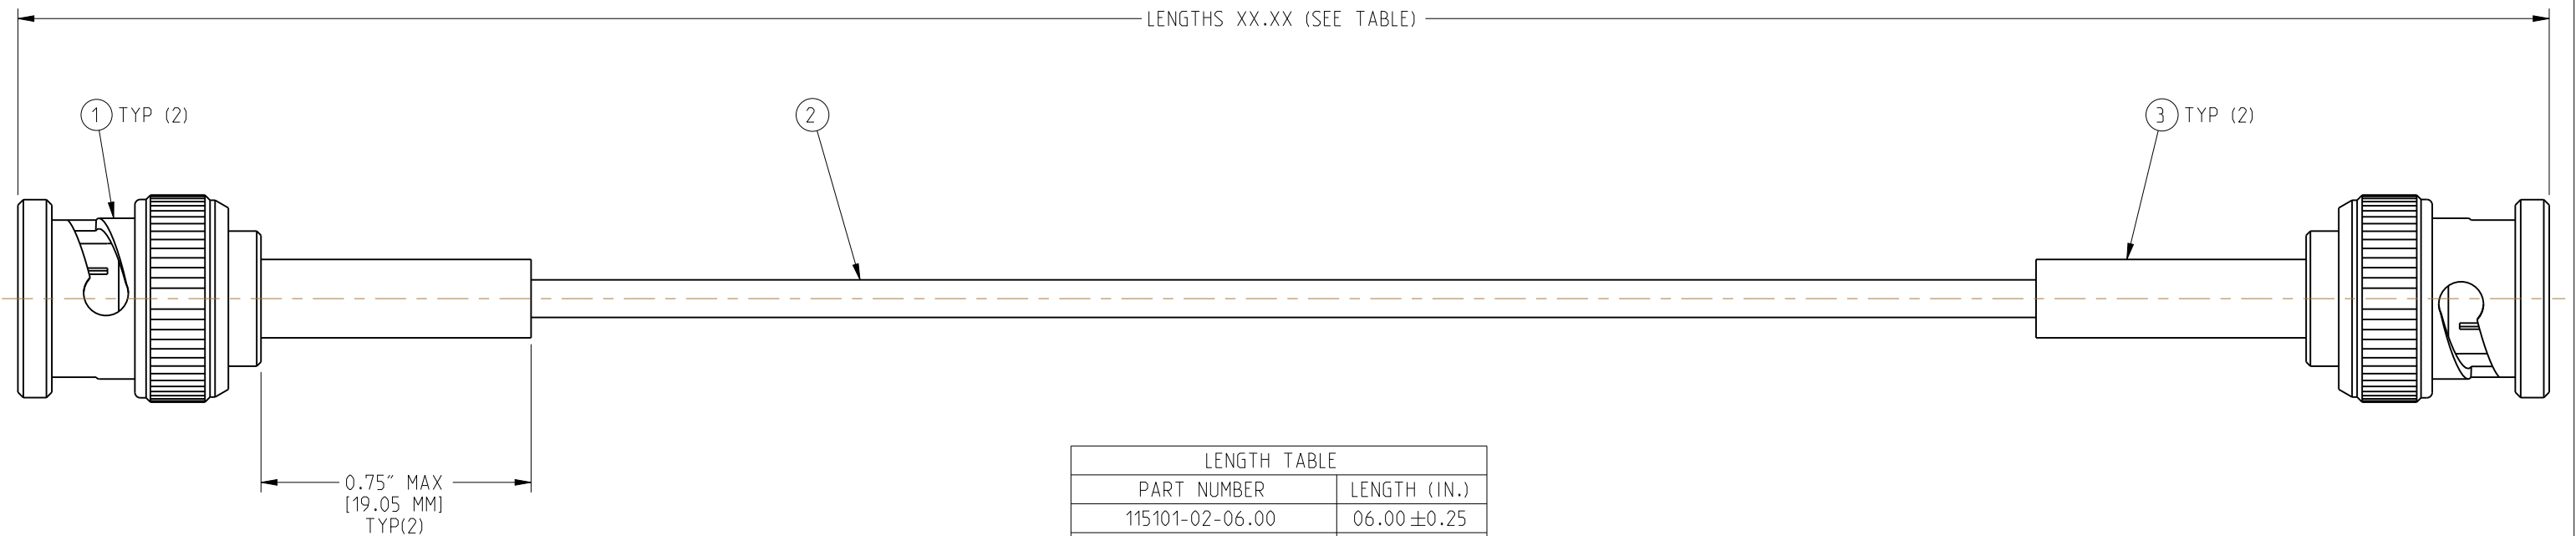 LENGTHS XX.XX (SEE TABLE)
1 TYP (2)
2
3 TYP (2)
0.75" MAX
[19.05 MM]
TYP(2)
LENGTH TABLE
PART NUMBER LENGTH (IN.)
115101-02-06.00 06.00±0.25